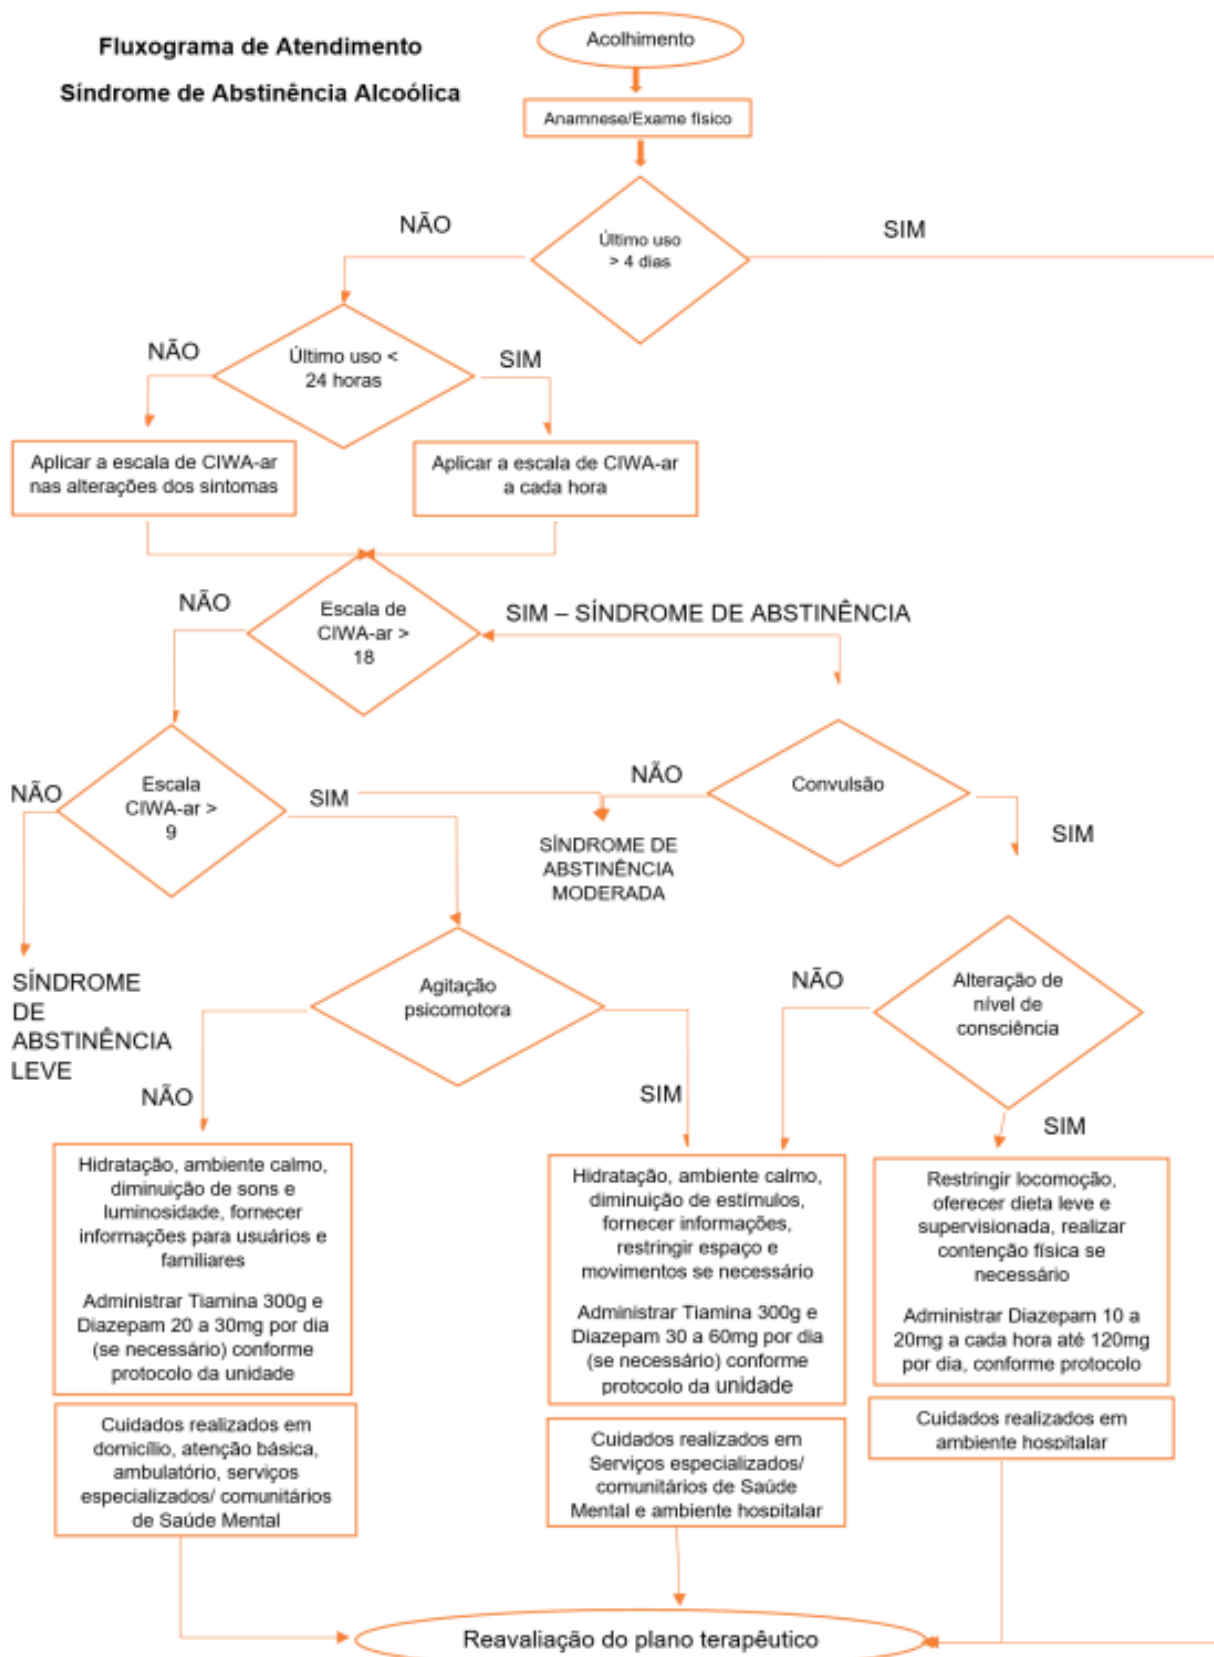 Fluxograma de Atendimento
Síndrome de Abstinência Alcoólica
Acolhimento
Anamnese/Exame físico
NÃO
SIM
Último uso
> 4 dias
NÃO
SIM
Último uso <
24 horas
Aplicar a escala de CIWA-ar
nas alterações dos sintomas
Aplicar a escala de CIWA-ar
a cada hora
NÃO
SIM – SÍNDROME DE ABSTINÊNCIA
Escala de
CIWA-ar >
18
NÃO
Escala
CIWA-ar >
9
SIM
NÃO
Convulsão
SIM
SÍNDROME DE
ABSTINÊNCIA
MODERADA
SÍNDROME
DE
ABSTINÊNCIA
LEVE
Agitação
psicomotora
NÃO
Alteração de
nível de
consciência
NÃO
SIM
SIM
Hidratação, ambiente calmo,
diminuição de sons e
luminosidade, fornecer
informações para usuários e
familiares
Administrar Tiamina 300g e
Diazepam 20 a 30mg por dia
(se necessário) conforme
protocolo da unidade
Hidratação, ambiente calmo,
diminuição de estímulos,
fornecer informações,
restringir espaço e
movimentos se necessário
Administrar Tiamina 300g e
Diazepam 30 a 60mg por dia
(se necessário) conforme
protocolo da unidade
Restringir locomoção,
oferecer dieta leve e
supervisionada, realizar
contenção física se
necessário
Administrar Diazepam 10 a
20mg a cada hora até 120mg
por dia, conforme protocolo
Cuidados realizados em
domicílio, atenção básica,
ambulatório, serviços
especializados/ comunitários
de Saúde Mental
Cuidados realizados em
Serviços especializados/
comunitários de Saúde
Mental e ambiente hospitalar
Cuidados realizados em
ambiente hospitalar
Reavaliação do plano terapêutico